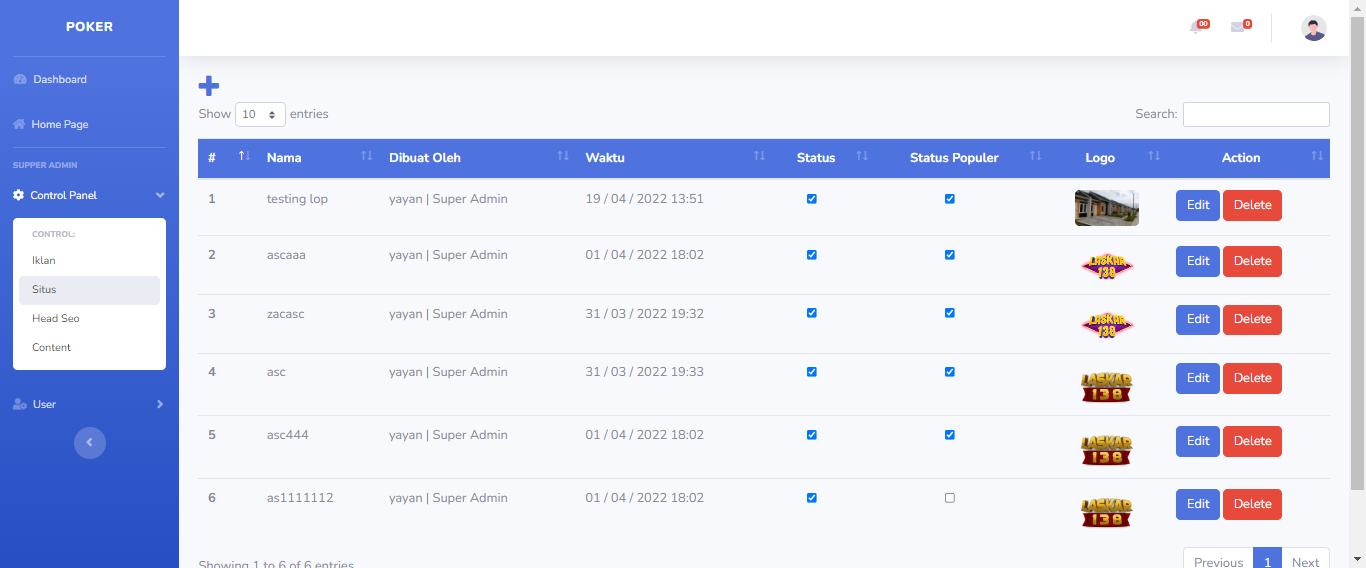 POKER
00
0
Dashboard
Home Page
SUPPER ADMIN
Control Panel
CONTROL:
Iklan
Situs
Head Seo
Content
User
Show 10 entries
Search:
# Nama Dibuat Oleh Waktu Status Status Populer Logo Action
1 testing lop yayan | Super Admin 19 / 04 / 2022 13:51 Edit Delete
2 ascaaa yayan | Super Admin 01 / 04 / 2022 18:02 LASKAR 138 Edit Delete
3 zacasc yayan | Super Admin 31 / 03 / 2022 19:32 LASKAR 138 Edit Delete
4 asc yayan | Super Admin 31 / 03 / 2022 19:33 LASKAR 138 Edit Delete
5 asc444 yayan | Super Admin 01 / 04 / 2022 18:02 LASKAR 138 Edit Delete
6 as1111112 yayan | Super Admin 01 / 04 / 2022 18:02 LASKAR 138 Edit Delete
Showing 1 to 6 of 6 entries
Previous 1 Next